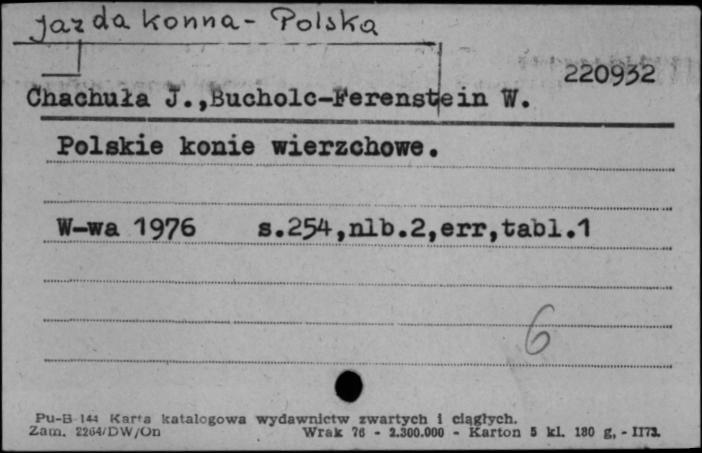 jazda konna - Polska
220932
Chachuła J.,Bucholc-Ferenstein W.
Polskie konie wierzchowe.
W-wa 1976 s.254,nlb.2,err,tabl.1
6
Pu-B 144 Karta katalogowa wydawnictw zwartych i ciągłych.
Zam. 2264/DW/On Wrak 76 - 2.300.000 - Karton 5 kl. 180 g, - II73.